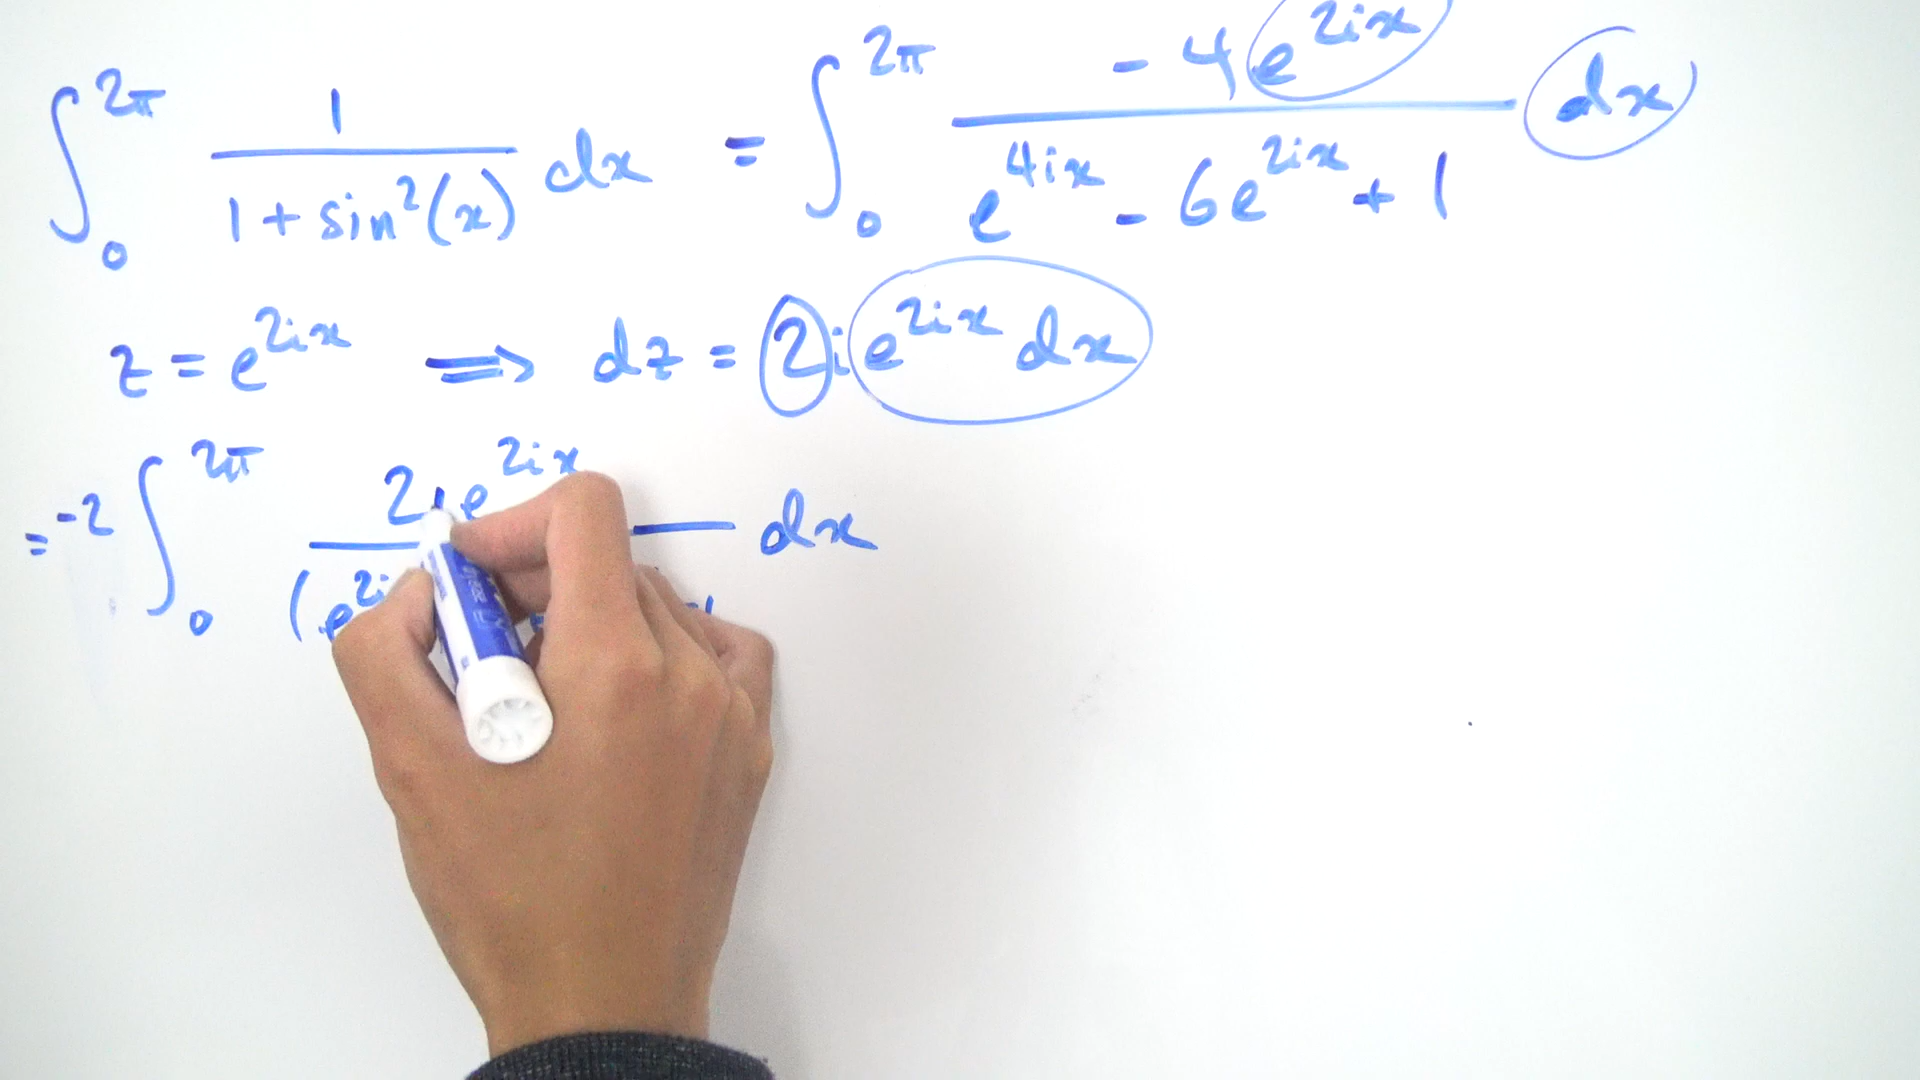 ∫₀^{2π} 1/(1 + sin²(x)) dx = ∫₀^{2π} -4e^{2ix}/(e^{4ix} - 6e^{2ix} + 1) dx
z = e^{2ix} ⟹ dz = 2ie^{2ix} dx
= -2 ∫₀^{2π} 2ie^{2ix}/(e^{2i dx